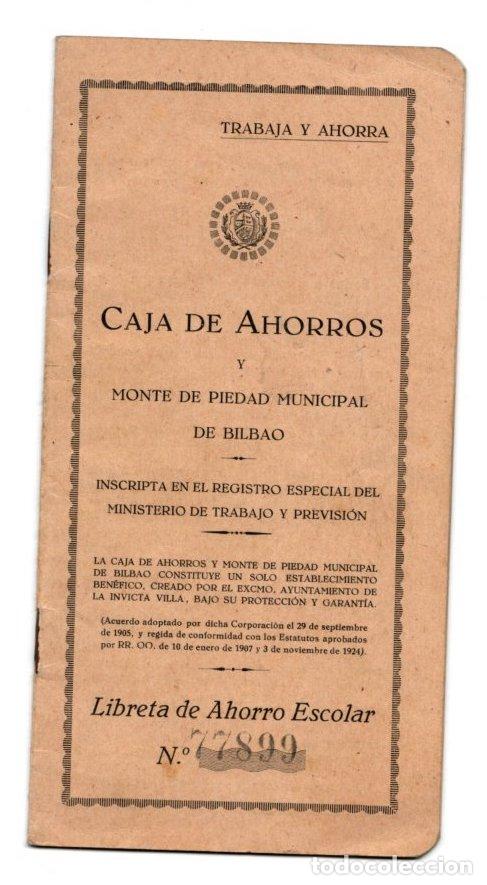 TRABAJA Y AHORRA
CAJA DE AHORROS
Y
MONTE DE PIEDAD MUNICIPAL
DE BILBAO
INSCRIPTA EN EL REGISTRO ESPECIAL DEL
MINISTERIO DE TRABAJO Y PREVISIÓN
LA CAJA DE AHORROS Y MONTE DE PIEDAD MUNICIPAL
DE BILBAO CONSTITUYE UN SOLO ESTABLECIMIENTO
BENÉFICO, CREADO POR EL EXCMO. AYUNTAMIENTO DE
LA INVICTA VILLA, BAJO SU PROTECCIÓN Y GARANTÍA.
(Acuerdo adoptado por dicha Corporación el 29 de septiembre
de 1905, y regida de conformidad con los Estatutos aprobados
por RR. OO. de 10 de enero de 1907 y 3 de noviembre de 1924).
Libreta de Ahorro Escolar
N.º 77899
todocoleccion